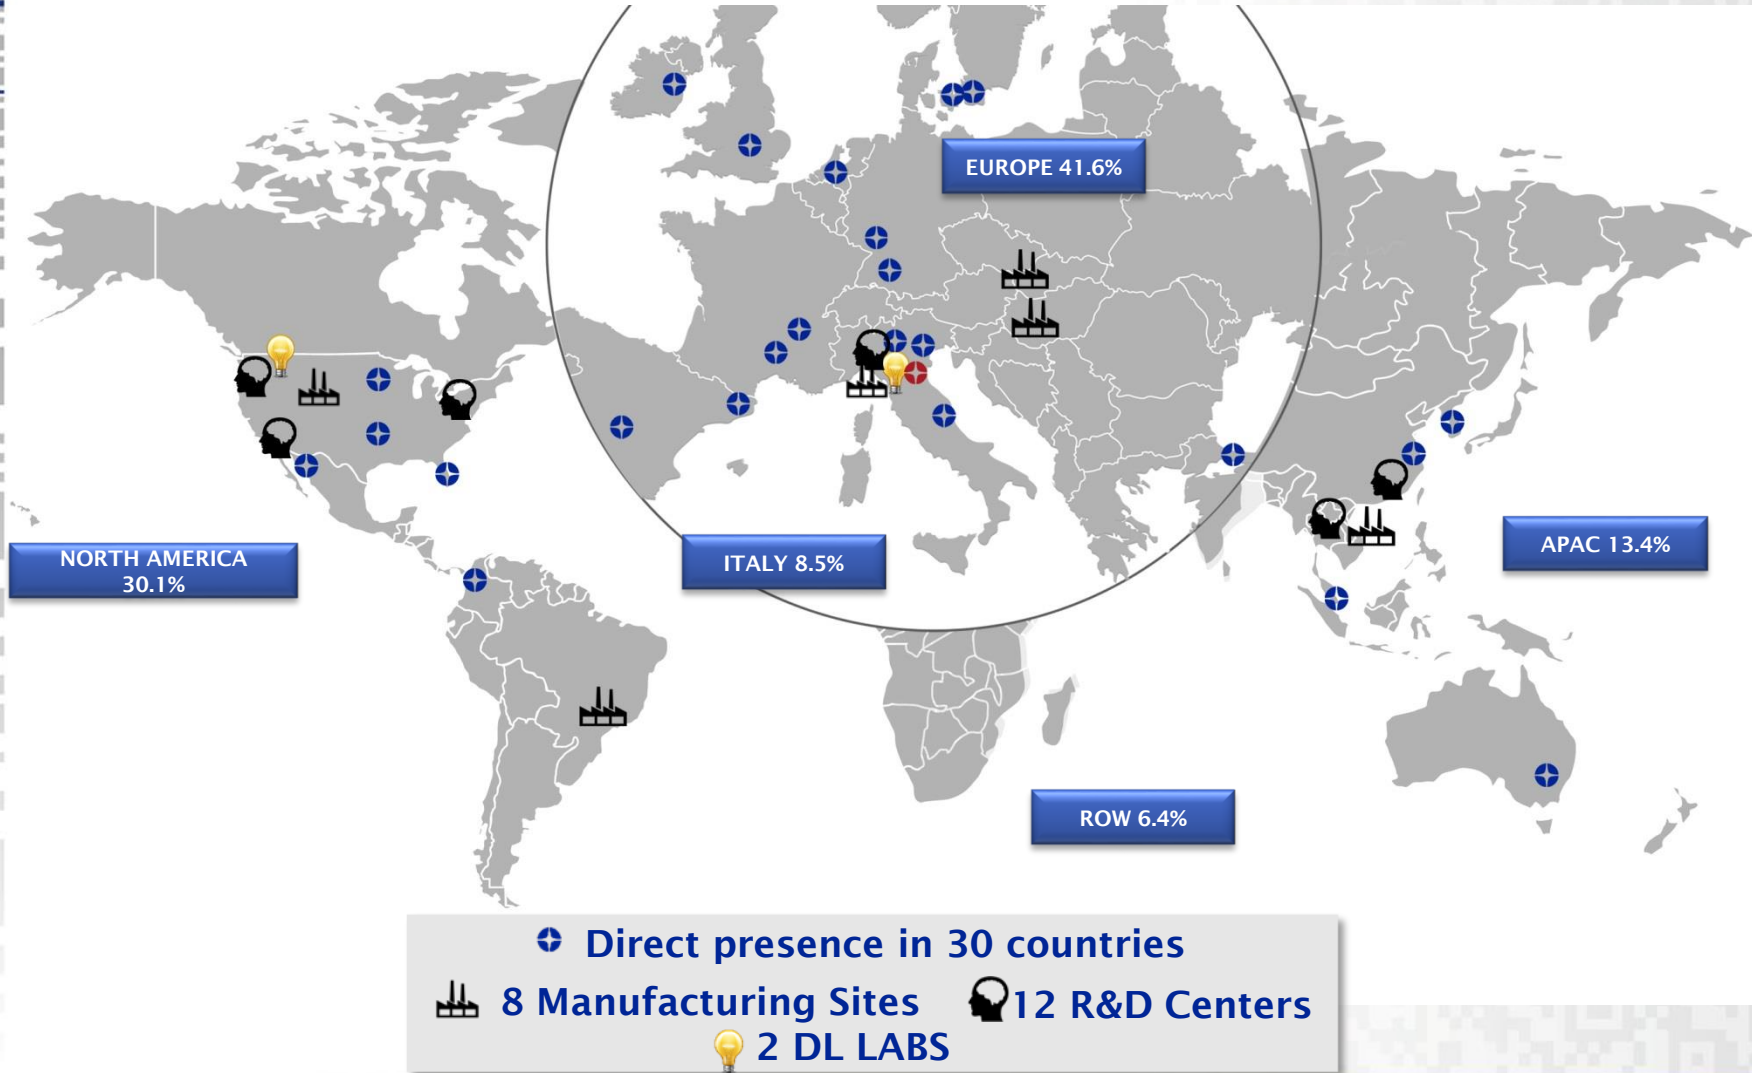 EUROPE 41.6%
NORTH AMERICA
30.1%
ITALY 8.5%
APAC 13.4%
ROW 6.4%
Direct presence in 30 countries
8 Manufacturing Sites
12 R&D Centers
2 DL LABS